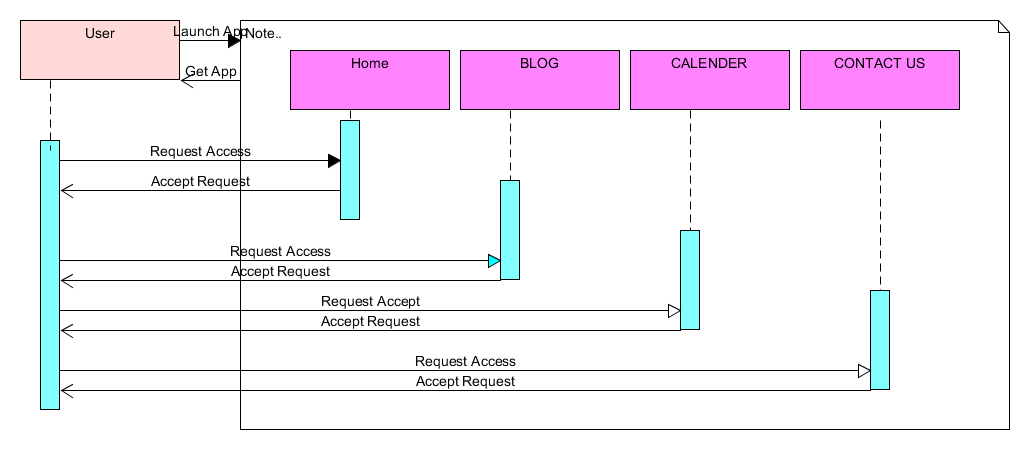 User
Launch App
Note..
Get App
Home
BLOG
CALENDER
CONTACT US
Request Access
Accept Request
Request Access
Accept Request
Request Accept
Accept Request
Request Access
Accept Request